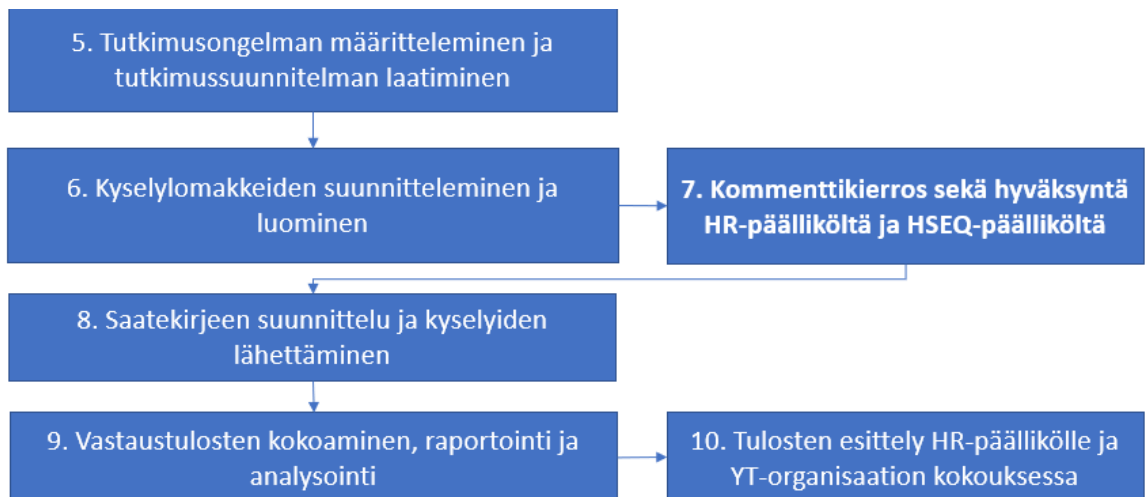 5. Tutkimusongelman määritteleminen ja
tutkimussuunnitelman laatiminen
6. Kyselylomakkeiden suunnitteleminen ja
luominen
7. Kommenttikierros sekä hyväksyntä
HR-päälliköltä ja HSEQ-päälliköltä
8. Saatekirjeen suunnittelu ja kyselyiden
lähettäminen
9. Vastaustulosten kokoaminen, raportointi ja
analysointi
10. Tulosten esittely HR-päällikölle ja
YT-organisaation kokouksessa